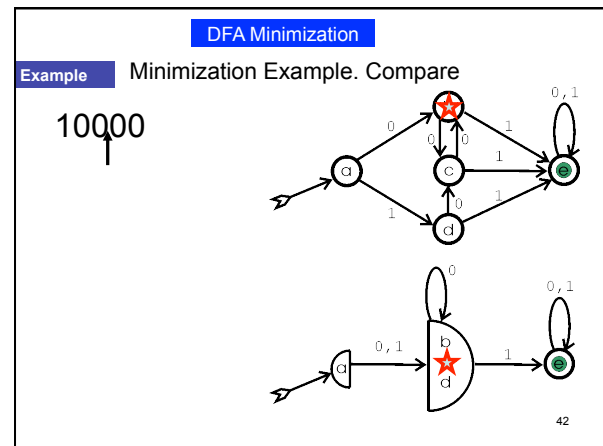 DFA Minimization
Example
Minimization Example. Compare
10000
0,1
0
1
0
0
a
c
1
e
1
0
1
d
0
0,1
b
0,1
a
1
e
d
42